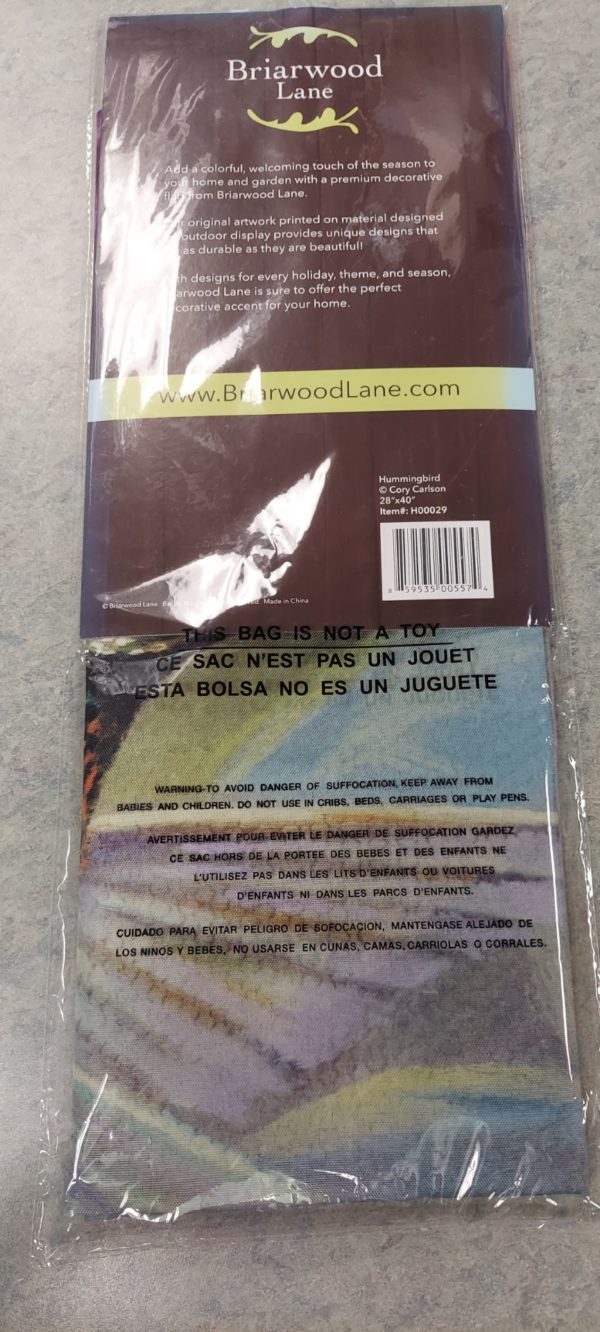 Briarwood
Lane
Add a colorful, welcoming touch of the season to
your home and garden with a premium decorative
flag from Briarwood Lane.
original artwork printed on material designed
outdoor display provides unique designs that
as durable as they are beautiful!
designs for every holiday, theme, and season,
Briarwood Lane is sure to offer the perfect
decorative accent for your home.
www.BriarwoodLane.com
Hummingbird
© Cory Carlson
28"x40"
Item#: H00029
8 59535 00557 4
© Briarwood Lane. Made in China
THIS BAG IS NOT A TOY
CE SAC N'EST PAS UN JOUET
ESTA BOLSA NO ES UN JUGUETE
WARNING-TO AVOID DANGER OF SUFFOCATION, KEEP AWAY FROM
BABIES AND CHILDREN. DO NOT USE IN CRIBS, BEDS, CARRIAGES OR PLAY PENS.
AVERTISSEMENT POUR EVITER LE DANGER DE SUFFOCATION GARDEZ
CE SAC HORS DE LA PORTEE DES BEBES ET DES ENFANTS NE
L'UTILISEZ PAS DANS LES LITS D'ENFANTS OU VOITURES
D'ENFANTS NI DANS LES PARCS D'ENFANTS.
CUIDADO PARA EVITAR PELIGRO DE SOFOCACION, MANTENGASE ALEJADO DE
LOS NINOS Y BEBES, NO USARSE EN CUNAS, CAMAS, CARRIOLAS O CORRALES.